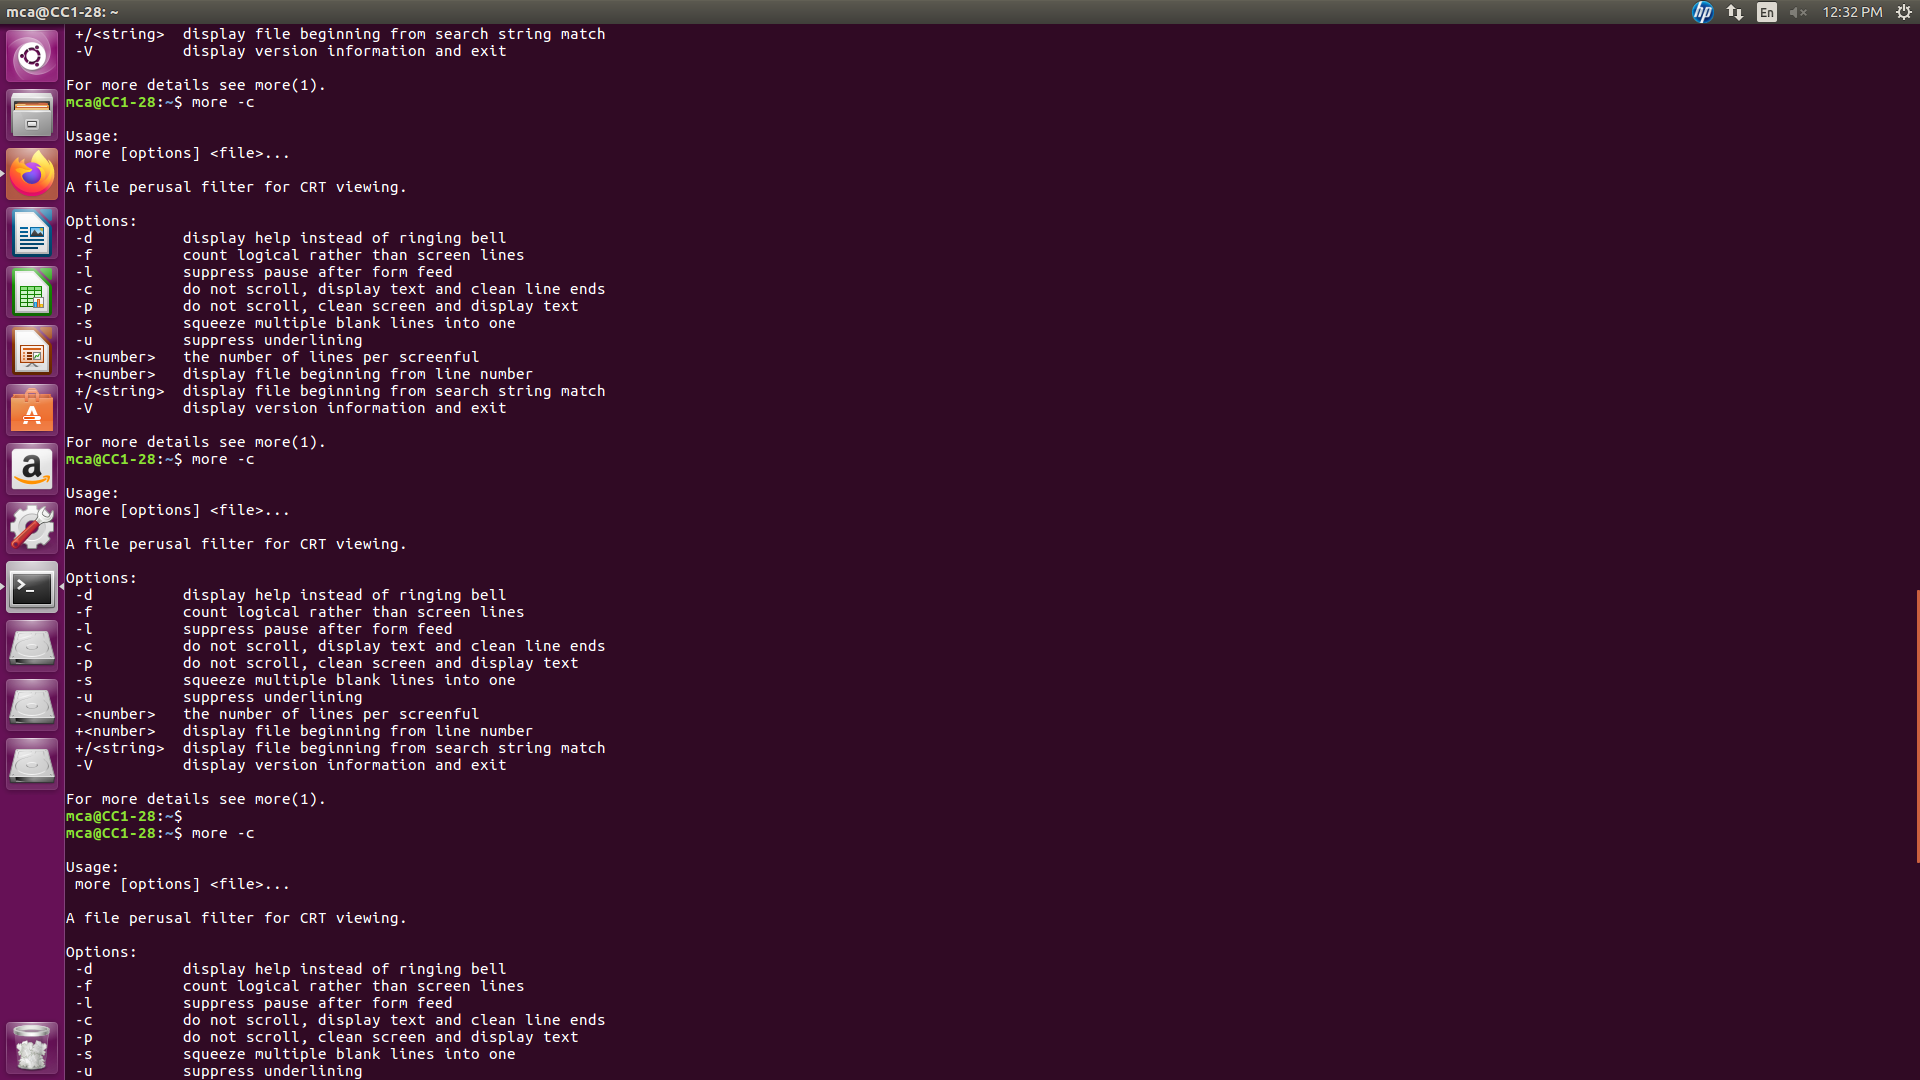 mca@CC1-28: ~
hp En 12:32 PM
+/<string> display file beginning from search string match
-V display version information and exit
For more details see more(1).
mca@CC1-28:~$ more -c
Usage:
more [options] <file>...
A file perusal filter for CRT viewing.
Options:
-d display help instead of ringing bell
-f count logical rather than screen lines
-l suppress pause after form feed
-c do not scroll, display text and clean line ends
-p do not scroll, clean screen and display text
-s squeeze multiple blank lines into one
-u suppress underlining
-<number> the number of lines per screenful
+<number> display file beginning from line number
+/<string> display file beginning from search string match
-V display version information and exit
For more details see more(1).
mca@CC1-28:~$ more -c
Usage:
more [options] <file>...
A file perusal filter for CRT viewing.
Options:
-d display help instead of ringing bell
-f count logical rather than screen lines
-l suppress pause after form feed
-c do not scroll, display text and clean line ends
-p do not scroll, clean screen and display text
-s squeeze multiple blank lines into one
-u suppress underlining
-<number> the number of lines per screenful
+<number> display file beginning from line number
+/<string> display file beginning from search string match
-V display version information and exit
For more details see more(1).
mca@CC1-28:~$
mca@CC1-28:~$ more -c
Usage:
more [options] <file>...
A file perusal filter for CRT viewing.
Options:
-d display help instead of ringing bell
-f count logical rather than screen lines
-l suppress pause after form feed
-c do not scroll, display text and clean line ends
-p do not scroll, clean screen and display text
-s squeeze multiple blank lines into one
-u suppress underlining